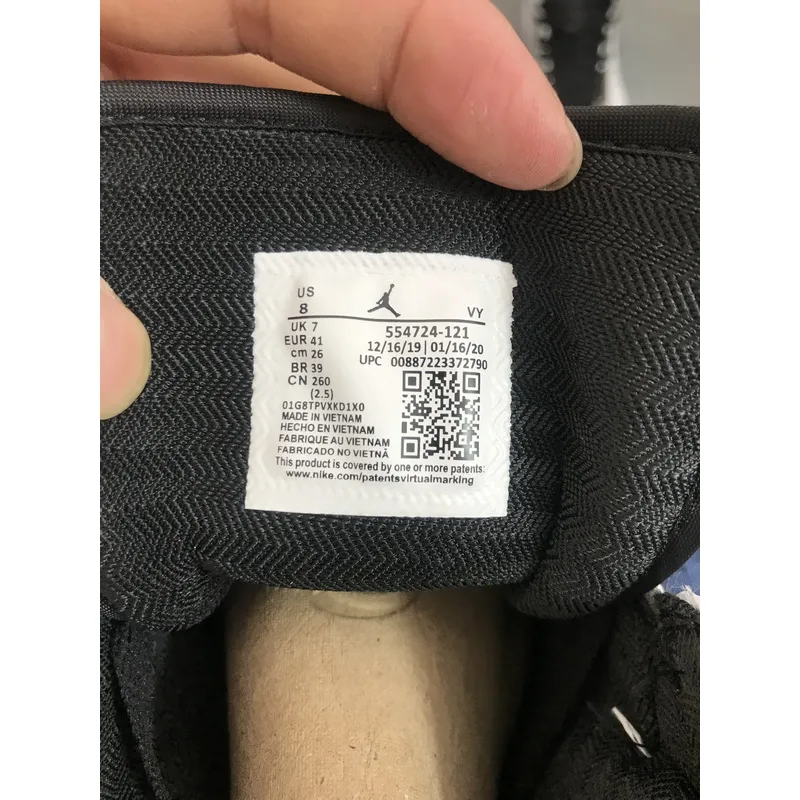 US
8
VY
UK 7
554724-121
EUR 41
12/16/19 | 01/16/20
cm 26
UPC 00887223372790
BR 39
CN 260
(2.5)
01G8TPVXKD1X0
MADE IN VIETNAM
HECHO EN VIETNAM
FABRIQUE AU VIETNAM
FABRICADO NO VIETNÃ
This product is covered by one or more patents:
www.nike.com/patentsvirtualmarking